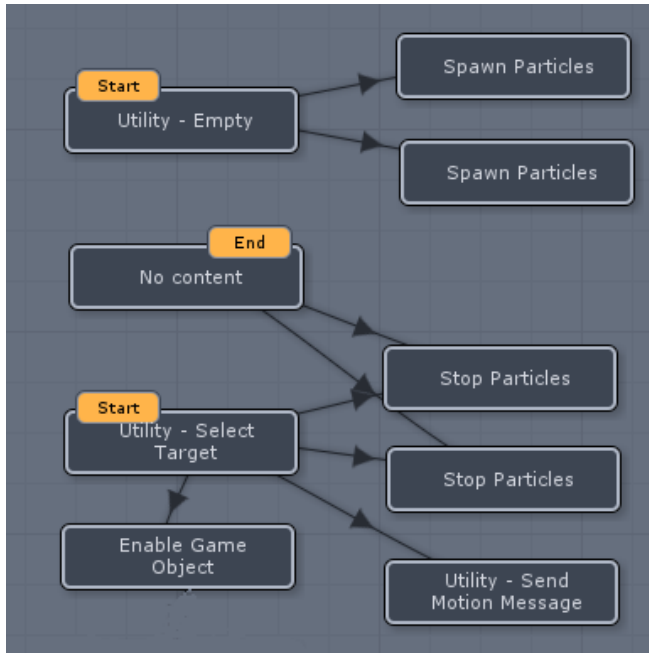 Spawn Particles
Start
Utility - Empty
Spawn Particles
End
No content
Stop Particles
Start
Utility - Select
Target
Stop Particles
Enable Game
Object
Utility - Send
Motion Message